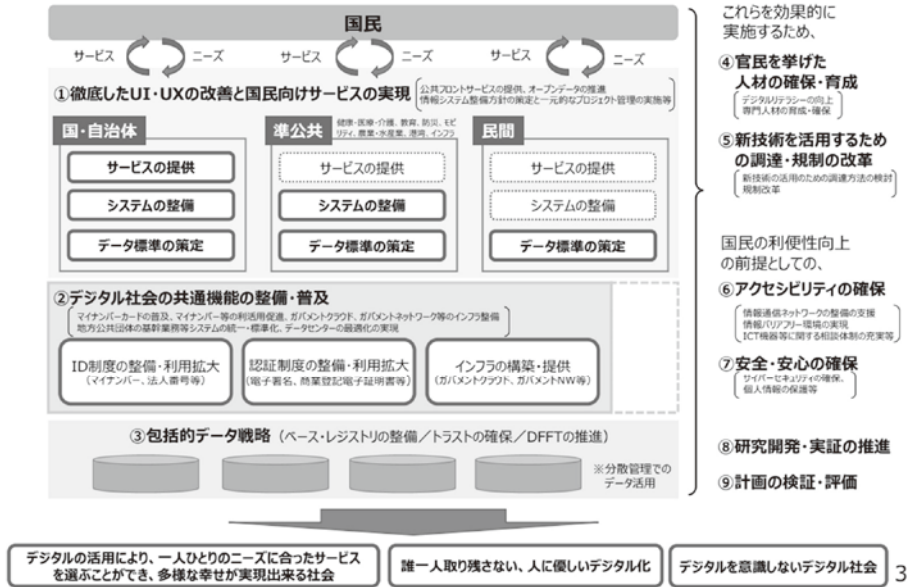 国民
サービス ニーズ
サービス ニーズ
サービス ニーズ
①徹底したUI・UXの改善と国民向けサービスの実現
公共フロントサービスの提供、オープンデータの推進
情報システム整備方針の策定と一元的なプロジェクト管理の実施等
国・自治体
サービスの提供
システムの整備
データ標準の策定
準公共
健康・医療・介護、教育、防災、モビ
リティ、農業・水産業、港湾、インフラ
サービスの提供
システムの整備
データ標準の策定
民間
サービスの提供
システムの整備
データ標準の策定
②デジタル社会の共通機能の整備・普及
マイナンバーカードの普及、マイナンバー等の利活用促進、ガバメントクラウド、ガバメントネットワーク等のインフラ整備
地方公共団体の基幹業務等システムの統一・標準化、データセンターの最適化の実現
ID制度の整備・利用拡大
(マイナンバー、法人番号等)
認証制度の整備・利用拡大
(電子署名、商業登記電子証明書等)
インフラの構築・提供
(ガバメントクラウド、ガバメントNW等)
③包括的データ戦略 (ベース・レジストリの整備/トラストの確保/DFFTの推進)
※分散管理での
データ活用
これらを効果的に
実施するため、
④官民を挙げた
人材の確保・育成
デジタルリテラシーの向上
専門人材の育成・確保
⑤新技術を活用するため
の調達・規制の改革
新技術の活用のための調達方法の検討
規制改革
国民の利便性向上
の前提としての、
⑥アクセシビリティの確保
情報通信ネットワークの整備の支援
情報バリアフリー環境の実現
ICT機器等に関する相談体制の充実等
⑦安全・安心の確保
サイバーセキュリティの確保、
個人情報の保護等
⑧研究開発・実証の推進
⑨計画の検証・評価
デジタルの活用により、一人ひとりのニーズに合ったサービス
を選ぶことができ、多様な幸せが実現出来る社会
誰一人取り残さない、人に優しいデジタル化
デジタルを意識しないデジタル社会
3